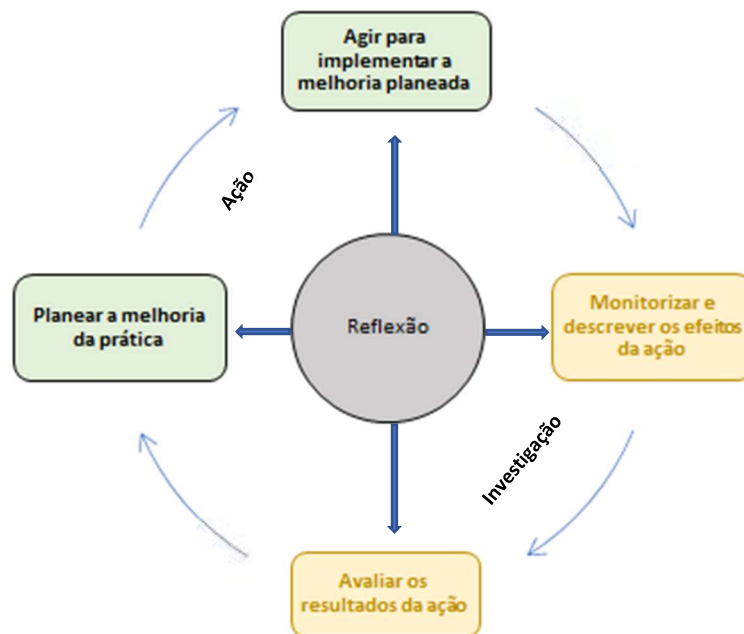 Agir para
implementar a
melhoria planeada
Ação
Planear a melhoria
da prática
Reflexão
Monitorizar e
descrever os efeitos
da ação
Investigação
Avaliar os
resultados da ação